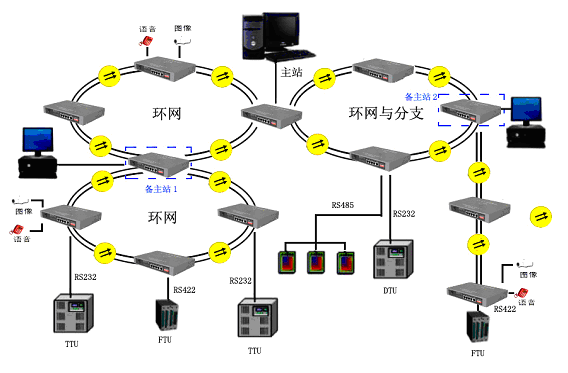 语音
图像
主站
备主站 2
环网
环网与分支
备主站 1
图像
语音
环网
RS485
RS232
RS232
RS422
RS232
DTU
图像
语音
RS422
TTU
FTU
TTU
FTU